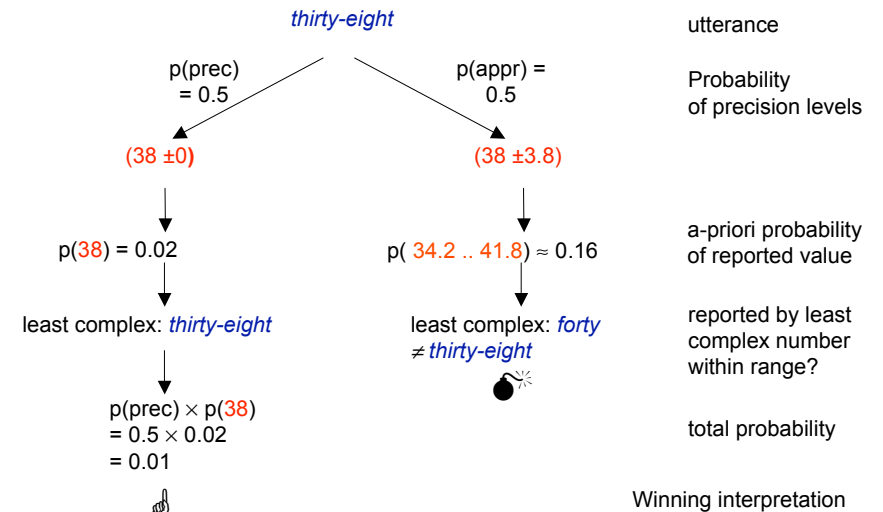 thirty-eight
utterance
p(prec)
= 0.5
p(appr) =
0.5
Probability
of precision levels
(38 ±0)
(38 ±3.8)
p(38) = 0.02
p( 34.2 .. 41.8) ≈ 0.16
a-priori probability
of reported value
least complex: thirty-eight
least complex: forty
≠ thirty-eight
reported by least
complex number
within range?
p(prec) × p(38)
= 0.5 × 0.02
= 0.01
total probability
Winning interpretation